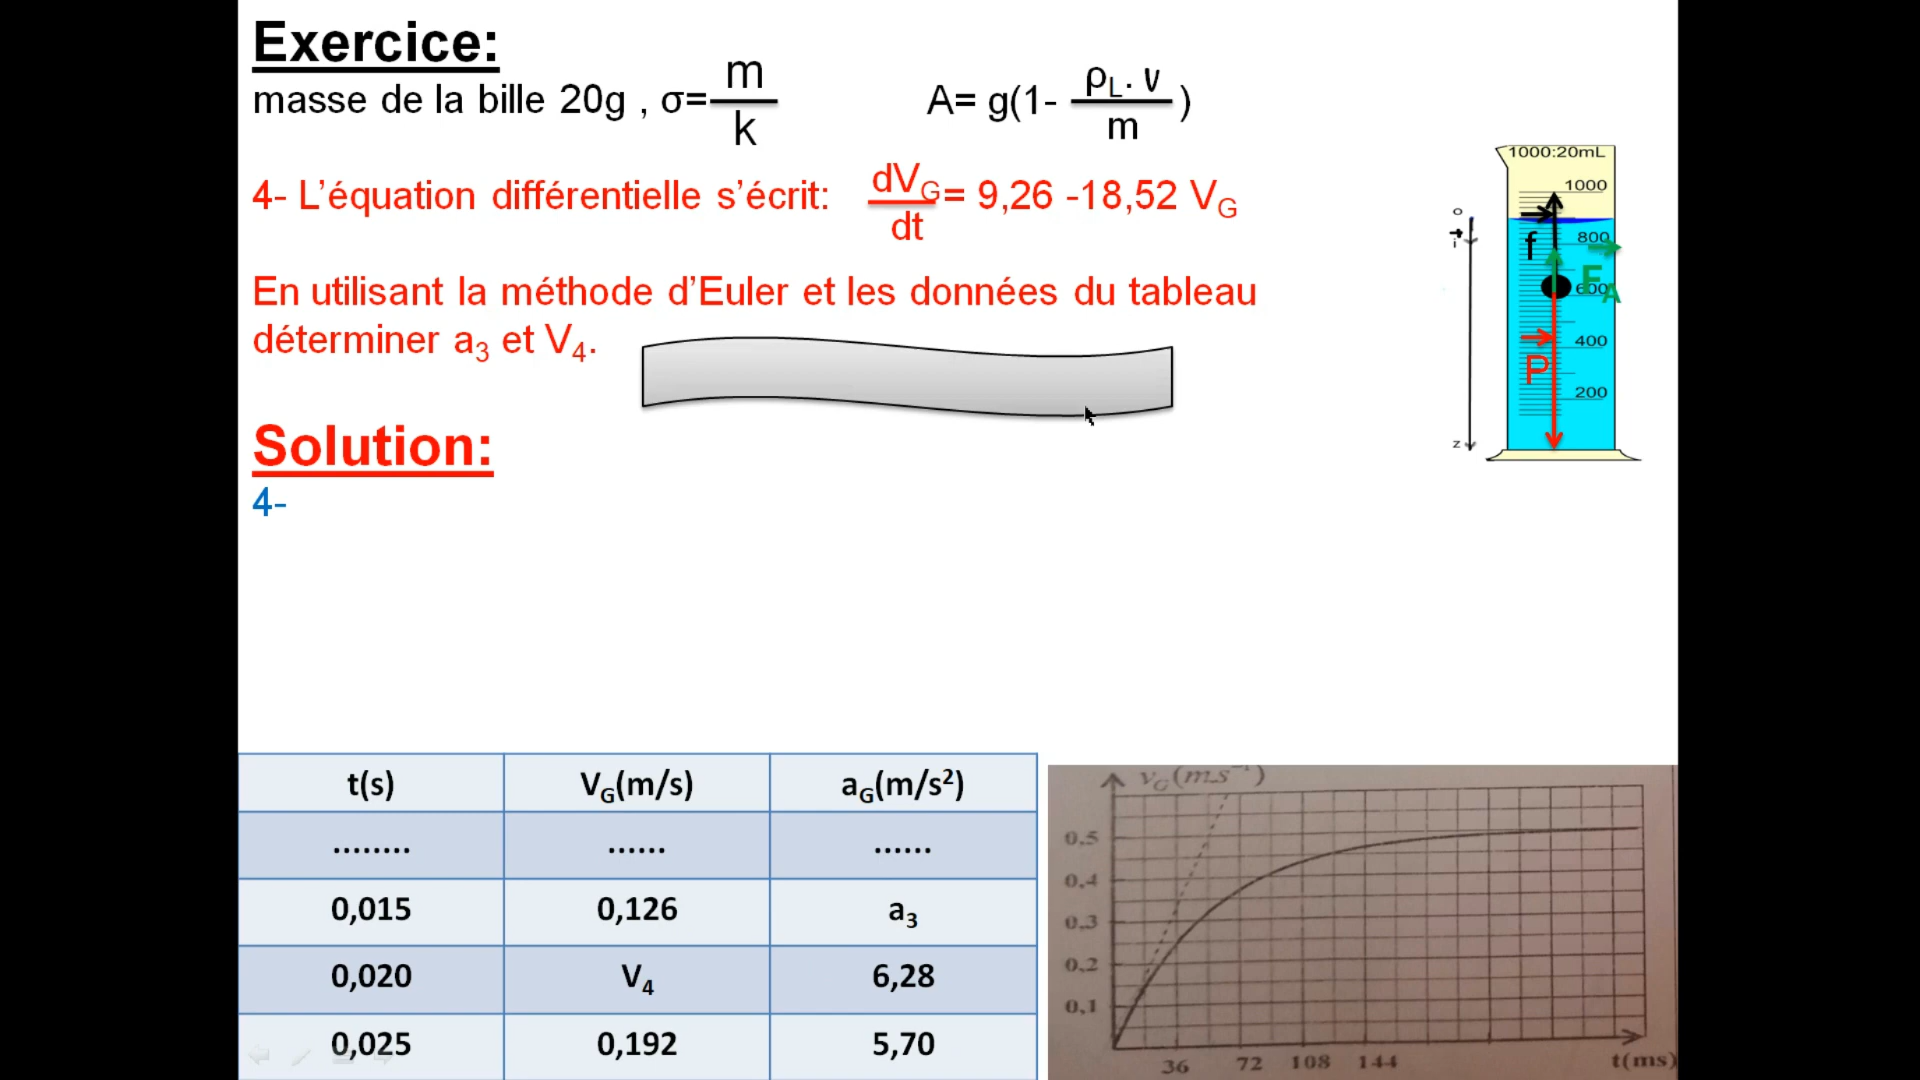 Exercice:
masse de la bille 20g , σ= m/k    A= g(1- ρL. V/m )
4- L’équation différentielle s’écrit: dVG/dt = 9,26 -18,52 VG
En utilisant la méthode d’Euler et les données du tableau
déterminer a3 et V4.
Solution:
4-
1000:20mL
1000
800
600
400
200
o
i
z
f
FA
P
t(s) VG(m/s) aG(m/s²)
........ ...... ......
0,015 0,126 a3
0,020 V4 6,28
0,025 0,192 5,70
vG(m.s⁻¹)
0,5
0,4
0,3
0,2
0,1
36 72 108 144 t(ms)